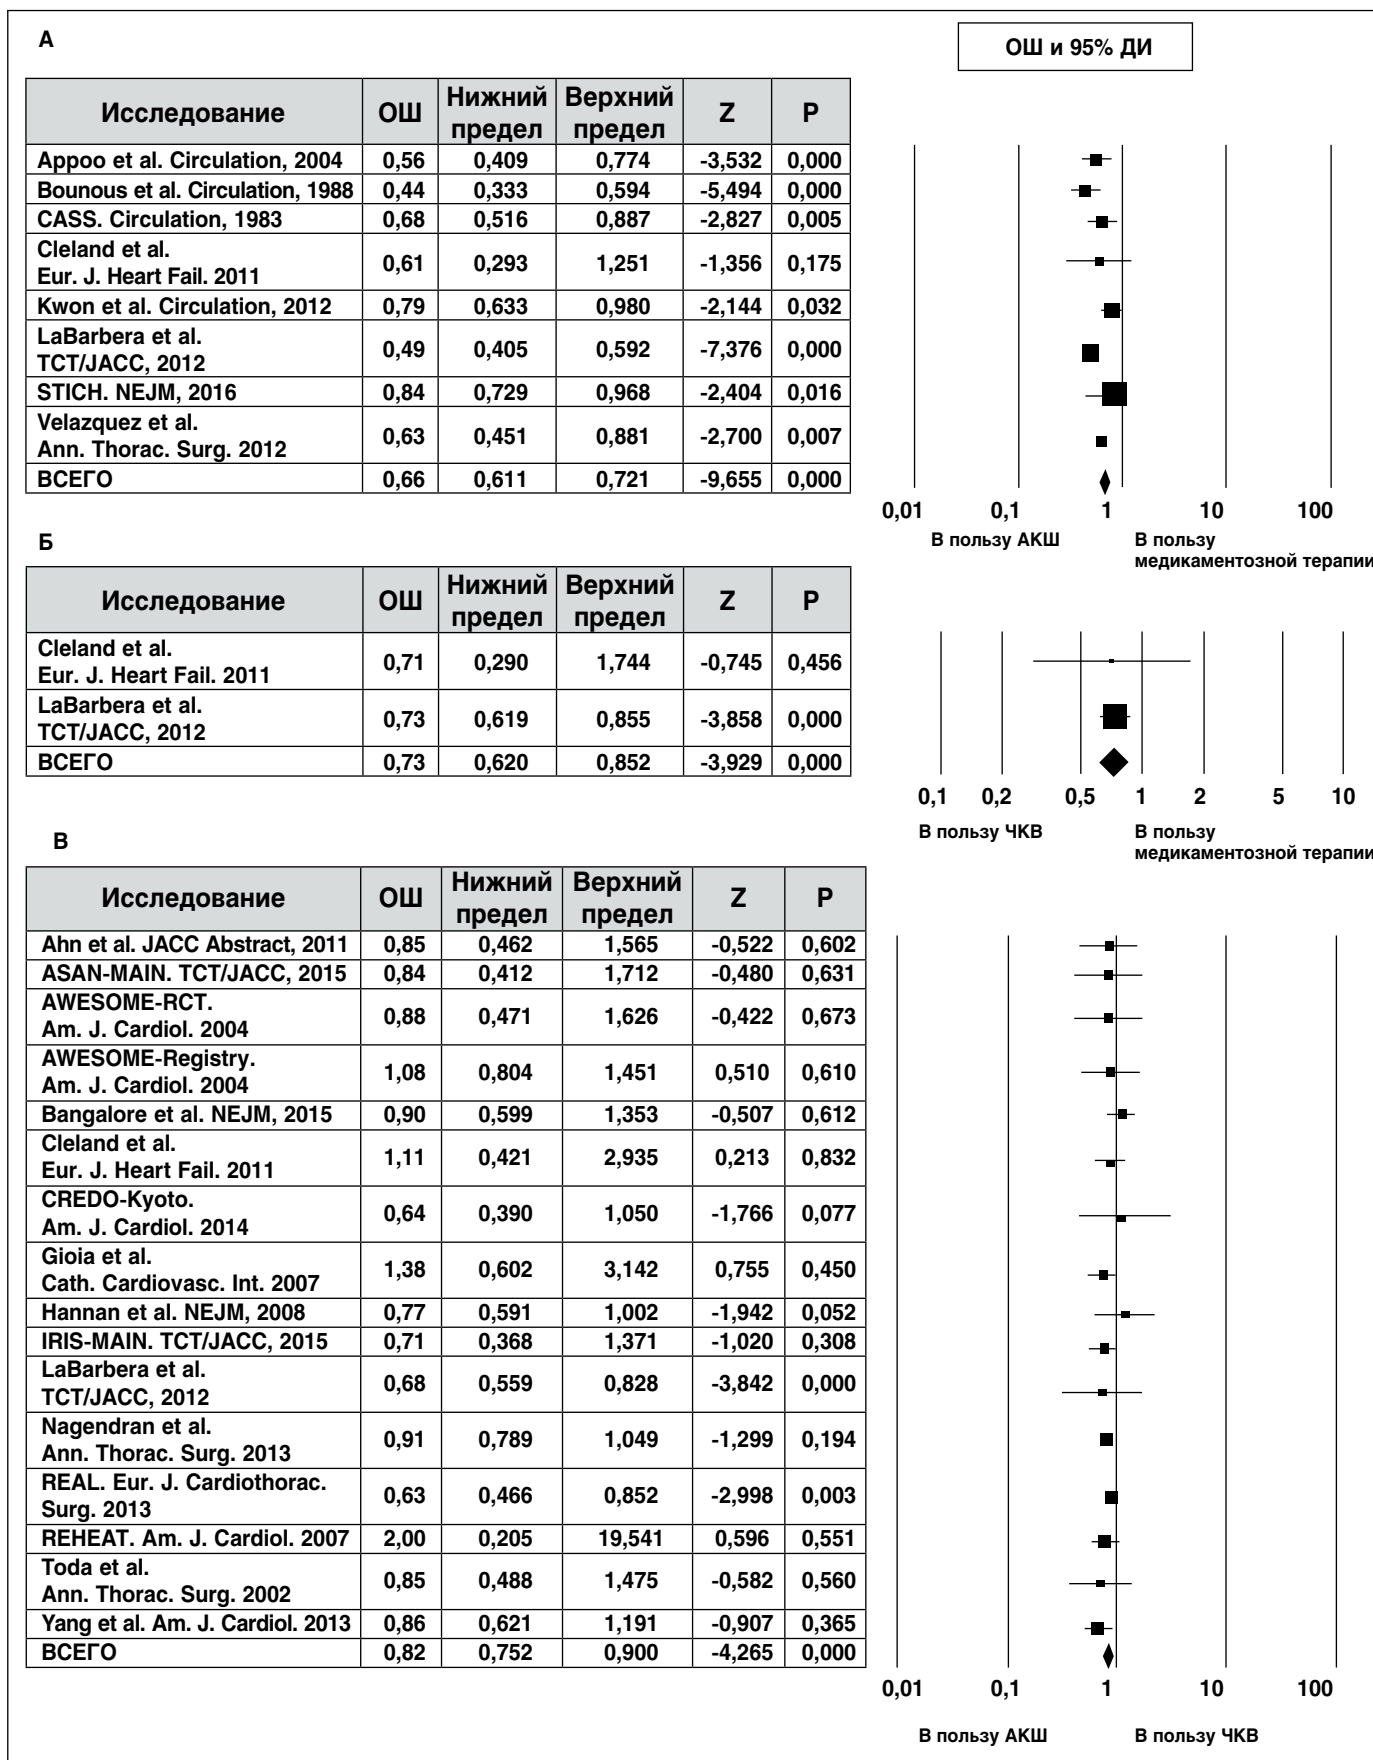 А
ОШ и 95% ДИ
Исследование ОШ Нижний предел Верхний предел Z P
Appoo et al. Circulation, 2004 0,56 0,409 0,774 -3,532 0,000
Bounous et al. Circulation, 1988 0,44 0,333 0,594 -5,494 0,000
CASS. Circulation, 1983 0,68 0,516 0,887 -2,827 0,005
Cleland et al.
Eur. J. Heart Fail. 2011 0,61 0,293 1,251 -1,356 0,175
Kwon et al. Circulation, 2012 0,79 0,633 0,980 -2,144 0,032
LaBarbera et al.
TCT/JACC, 2012 0,49 0,405 0,592 -7,376 0,000
STICH. NEJM, 2016 0,84 0,729 0,968 -2,404 0,016
Velazquez et al.
Ann. Thorac. Surg. 2012 0,63 0,451 0,881 -2,700 0,007
ВСЕГО 0,66 0,611 0,721 -9,655 0,000
0,01 0,1 1 10 100
В пользу АКШ В пользу
медикаментозной терапии
Б
Исследование ОШ Нижний предел Верхний предел Z P
Cleland et al.
Eur. J. Heart Fail. 2011 0,71 0,290 1,744 -0,745 0,456
LaBarbera et al.
TCT/JACC, 2012 0,73 0,619 0,855 -3,858 0,000
ВСЕГО 0,73 0,620 0,852 -3,929 0,000
0,1 0,2 0,5 1 2 5 10
В пользу ЧКВ В пользу
медикаментозной терапии
В
Исследование ОШ Нижний предел Верхний предел Z P
Ahn et al. JACC Abstract, 2011 0,85 0,462 1,565 -0,522 0,602
ASAN-MAIN. TCT/JACC, 2015 0,84 0,412 1,712 -0,480 0,631
AWESOME-RCT.
Am. J. Cardiol. 2004 0,88 0,471 1,626 -0,422 0,673
AWESOME-Registry.
Am. J. Cardiol. 2004 1,08 0,804 1,451 0,510 0,610
Bangalore et al. NEJM, 2015 0,90 0,599 1,353 -0,507 0,612
Cleland et al.
Eur. J. Heart Fail. 2011 1,11 0,421 2,935 0,213 0,832
CREDO-Kyoto.
Am. J. Cardiol. 2014 0,64 0,390 1,050 -1,766 0,077
Gioia et al.
Cath. Cardiovasc. Int. 2007 1,38 0,602 3,142 0,755 0,450
Hannan et al. NEJM, 2008 0,77 0,591 1,002 -1,942 0,052
IRIS-MAIN. TCT/JACC, 2015 0,71 0,368 1,371 -1,020 0,308
LaBarbera et al.
TCT/JACC, 2012 0,68 0,559 0,828 -3,842 0,000
Nagendran et al.
Ann. Thorac. Surg. 2013 0,91 0,789 1,049 -1,299 0,194
REAL. Eur. J. Cardiothorac.
Surg. 2013 0,63 0,466 0,852 -2,998 0,003
REHEAT. Am. J. Cardiol. 2007 2,00 0,205 19,541 0,596 0,551
Toda et al.
Ann. Thorac. Surg. 2002 0,85 0,488 1,475 -0,582 0,560
Yang et al. Am. J. Cardiol. 2013 0,86 0,621 1,191 -0,907 0,365
ВСЕГО 0,82 0,752 0,900 -4,265 0,000
0,01 0,1 1 10 100
В пользу АКШ В пользу ЧКВ